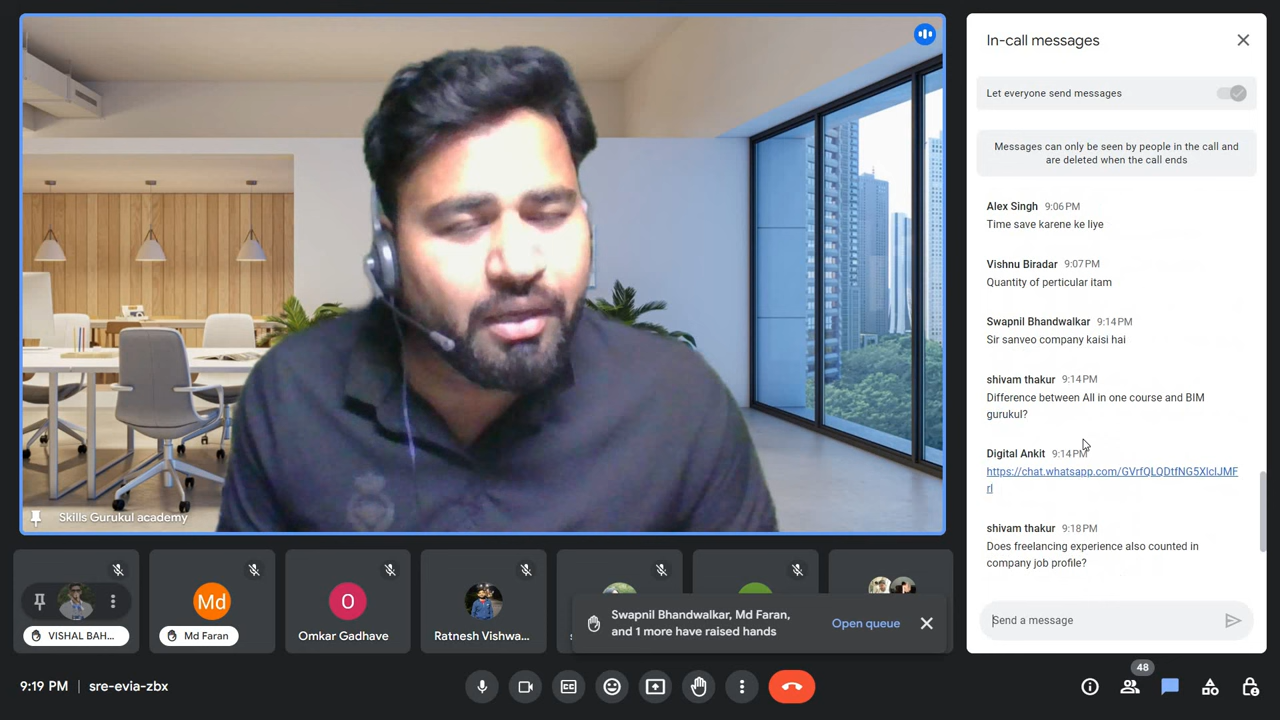 In-call messages
Let everyone send messages
Messages can only be seen by people in the call and
are deleted when the call ends
Alex Singh 9:06 PM
Time save karene ke liye
Vishnu Biradar 9:07 PM
Quantity of perticular itam
Swapnil Bhandwalkar 9:14 PM
Sir sanveo company kaisi hai
shivam thakur 9:14 PM
Difference between All in one course and BIM
gurukul?
Digital Ankit 9:14 PM
https://chat.whatsapp.com/GVrfQLQDtfNG5XlclJMF
rl
shivam thakur 9:18 PM
Does freelancing experience also counted in
company job profile?
Send a message
Skills Gurukul academy
VISHAL BAH...
Md
Md Faran
O
Omkar Gadhave
Ratnesh Vishwa...
Swapnil Bhandwalkar, Md Faran,
and 1 more have raised hands
Open queue
9:19 PM | sre-evia-zbx
48